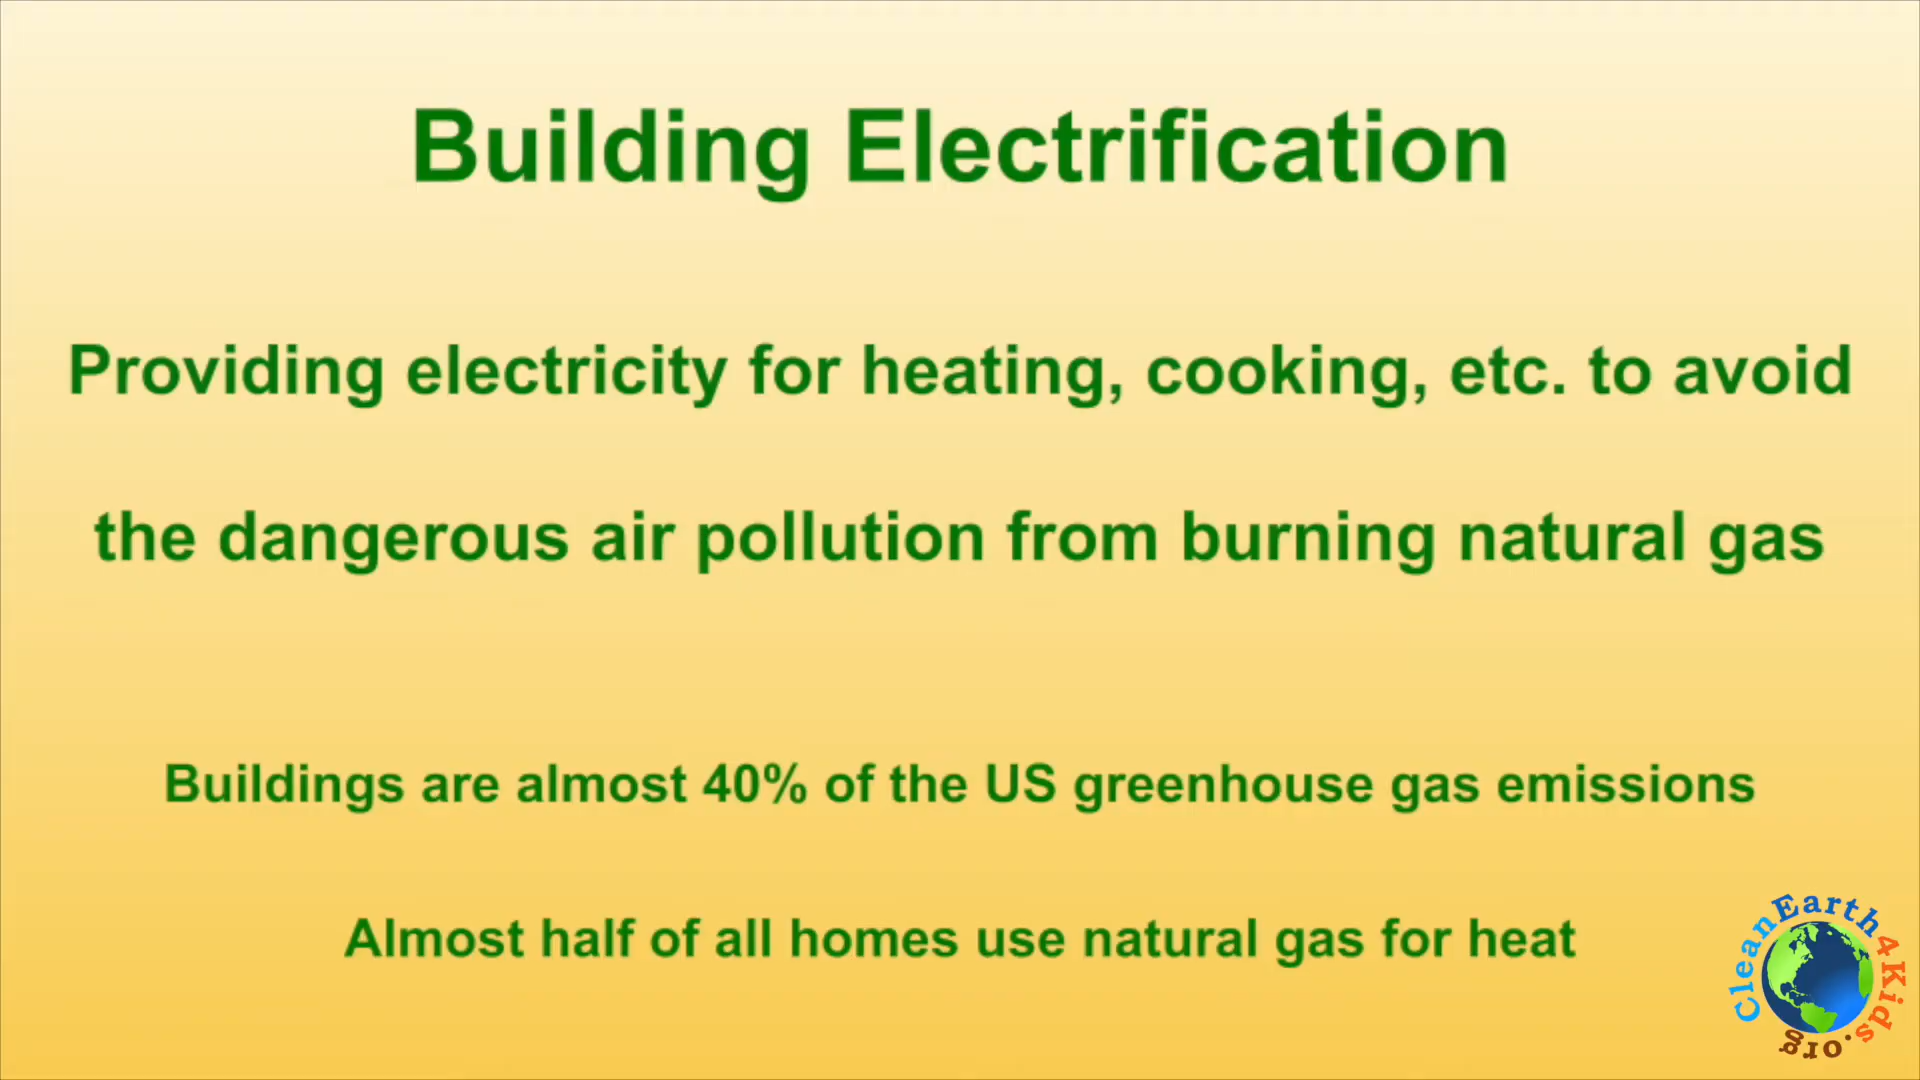 Building Electrification
Providing electricity for heating, cooking, etc. to avoid
the dangerous air pollution from burning natural gas
Buildings are almost 40% of the US greenhouse gas emissions
Almost half of all homes use natural gas for heat
CleanEarth4Kids.org